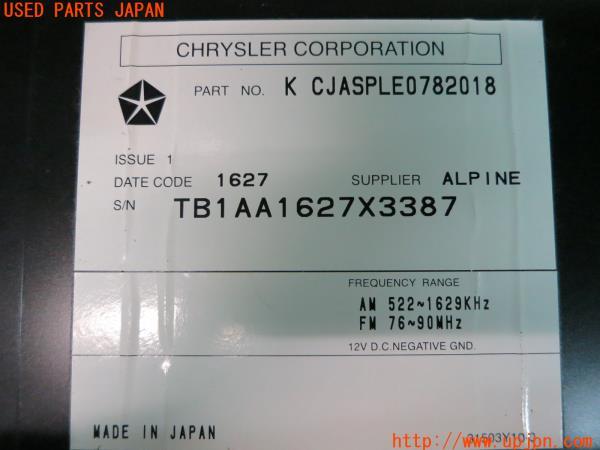 USED PARTS JAPAN
CHRYSLER CORPORATION
PART NO. K CJASPLE0782018
ISSUE 1
DATE CODE 1627 SUPPLIER ALPINE
S/N TB1AA1627X3387
FREQUENCY RANGE
AM 522~1629KHz
FM 76~90MHz
12V D.C.NEGATIVE GND.
MADE IN JAPAN
http://www.upjpn.com